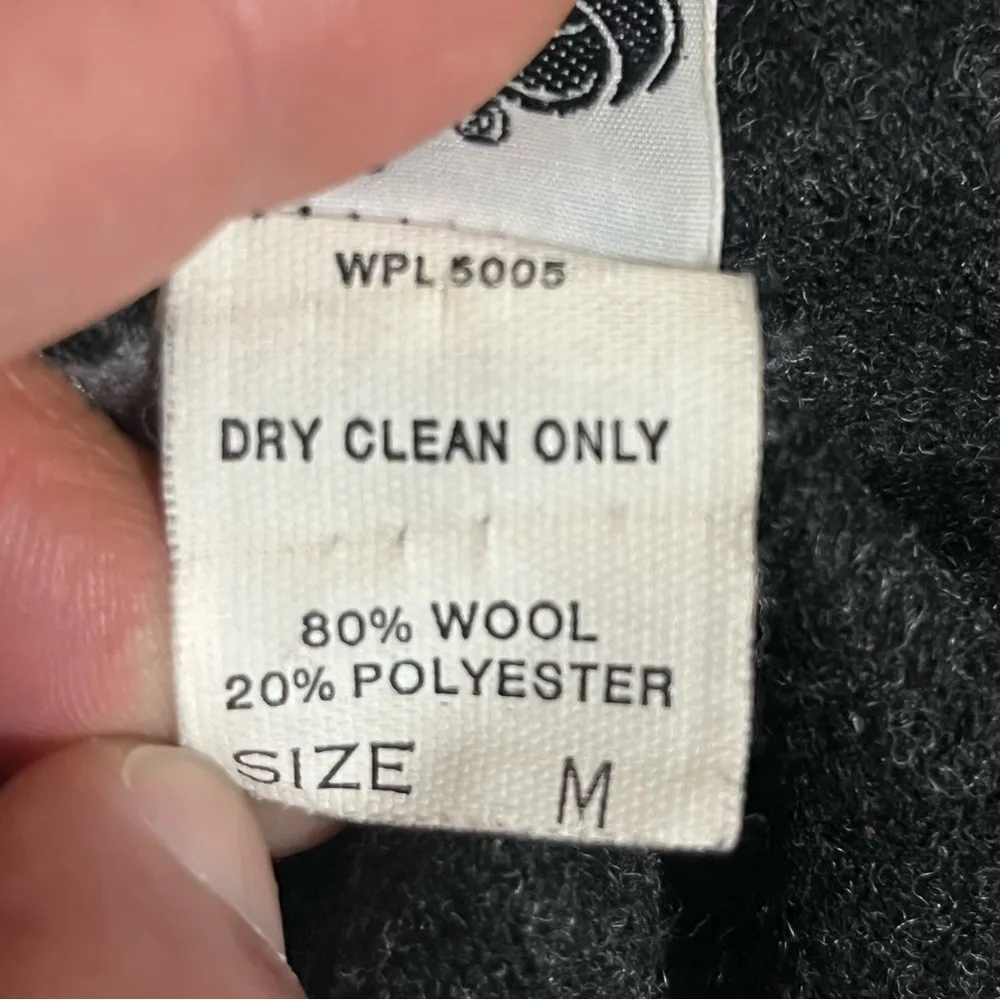 WPL 5005
DRY CLEAN ONLY
80% WOOL
20% POLYESTER
SIZE M